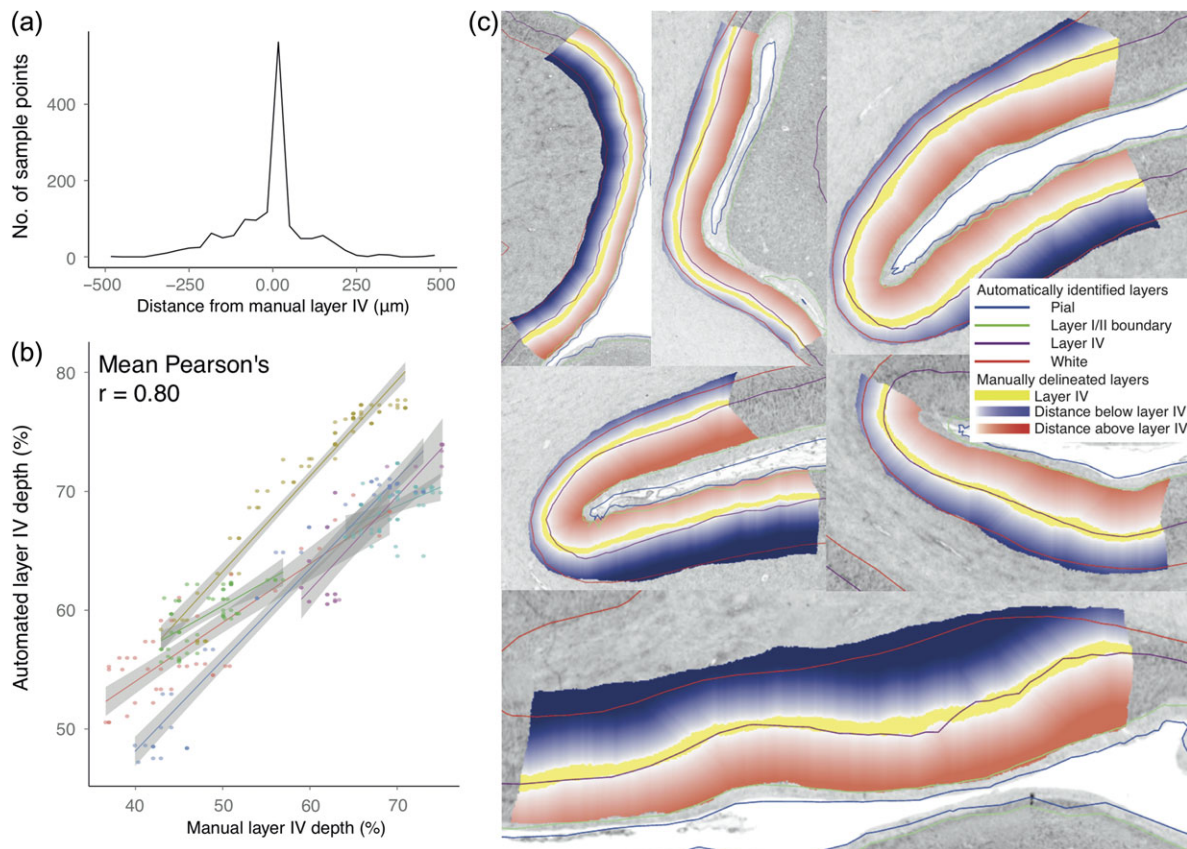 (a)
No. of sample points
400
200
0
−500
−250
0.00
250
500
Distance from manual layer IV (μm)
(b)
Mean Pearson's
r = 0.80
Automated layer IV depth (%)
80
70
60
50
40
50
60
70
Manual layer IV depth (%)
(c)
Automatically identified layers
Pial
Layer I/II boundary
Layer IV
White
Manually delineated layers
Layer IV
Distance below layer IV
Distance above layer IV